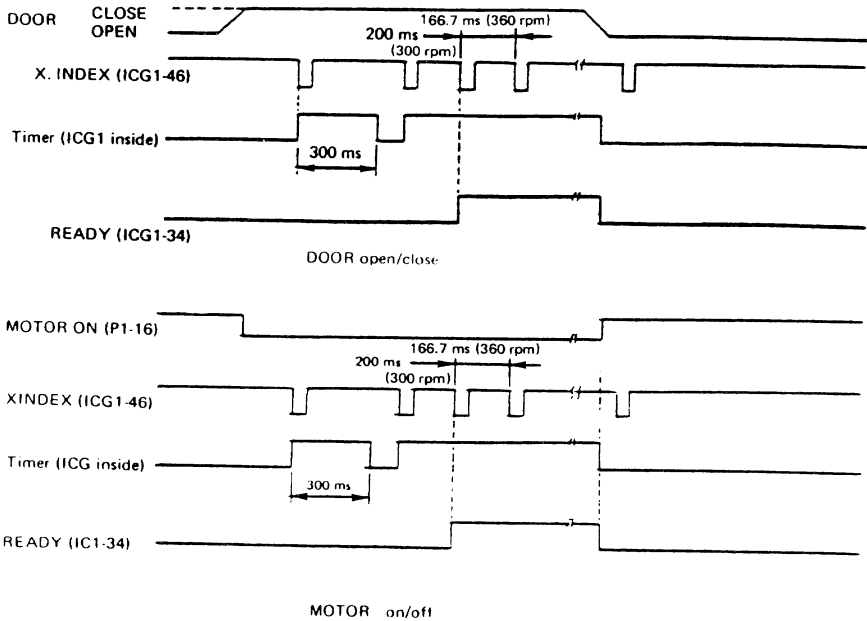 DOOR CLOSE
OPEN
166.7 ms (360 rpm)
200 ms
(300 rpm)
X. INDEX (ICG1-46)
Timer (ICG1 inside)
300 ms
READY (ICG1-34)
DOOR open/close
MOTOR ON (P1-16)
166.7 ms (360 rpm)
200 ms
(300 rpm)
XINDEX (ICG1-46)
Timer (ICG inside)
300 ms
READY (IC1-34)
MOTOR on/off